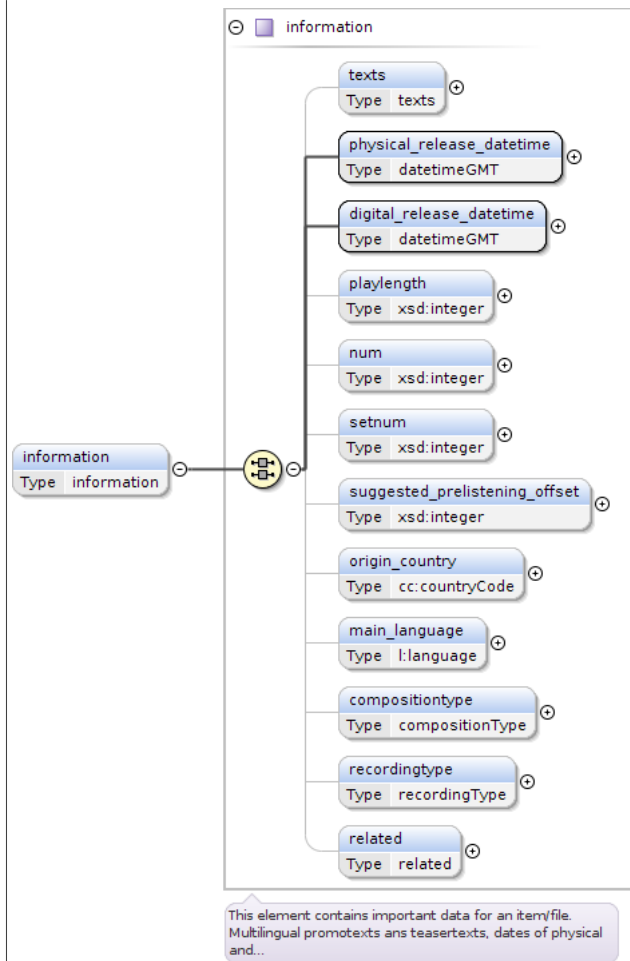 information
texts
Type texts
physical_release_datetime
Type datetimeGMT
digital_release_datetime
Type datetimeGMT
playlength
Type xsd:integer
num
Type xsd:integer
setnum
Type xsd:integer
information
Type information
suggested_prelistening_offset
Type xsd:integer
origin_country
Type cc:countryCode
main_language
Type l:language
compositiontype
Type compositionType
recordingtype
Type recordingType
related
Type related
This element contains important data for an item/file.
Multilingual promotexts ans teasertexts, dates of physical
and...